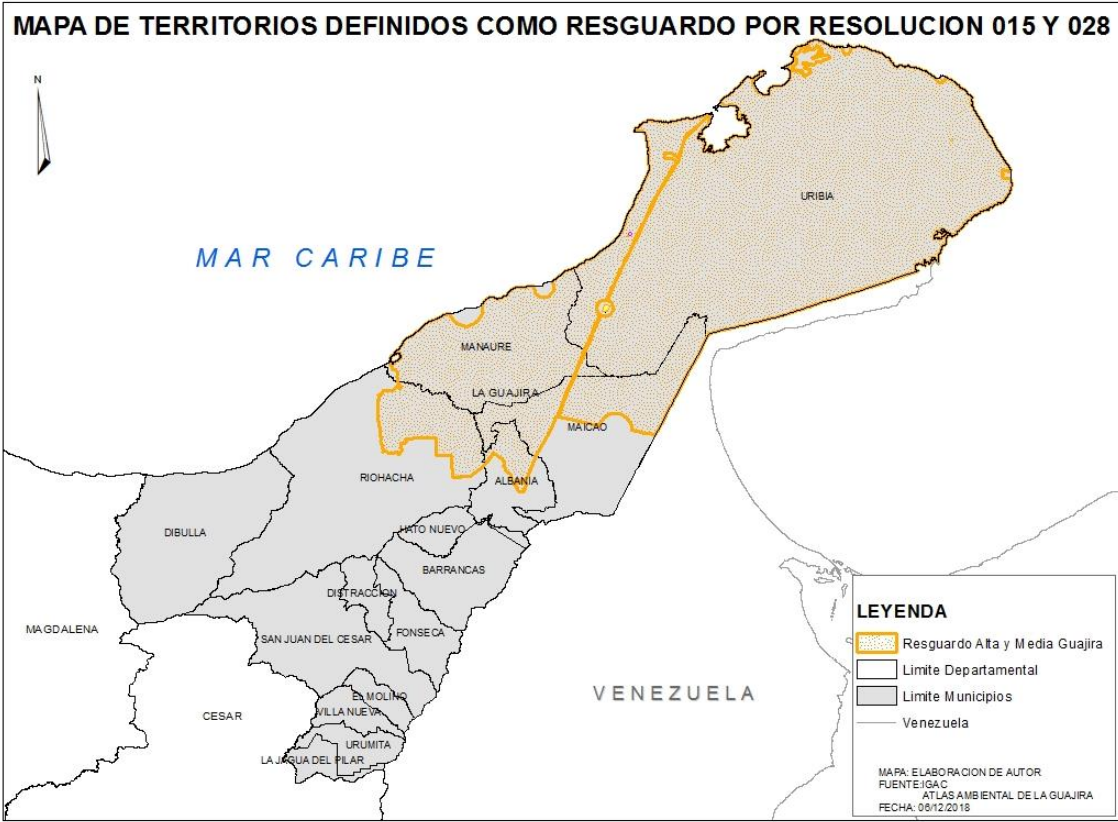 MAPA DE TERRITORIOS DEFINIDOS COMO RESGUARDO POR RESOLUCION 015 Y 028
N
MAR CARIBE
URIBIA
MANAURE
LA GUAJIRA
MAICAO
RIOHACHA
ALBANIA
DIBULLA
HATO NUEVO
BARRANCAS
DISTRACCION
MAGDALENA
SAN JUAN DEL CESAR
FONSECA
EL MOLINO
VILLA NUEVA
CESAR
URUMITA
LA JAGUA DEL PILAR
VENEZUELA
LEYENDA
Resguardo Alta y Media Guajira
Limite Departamental
Limite Municipios
Venezuela
MAPA: ELABORACION DE AUTOR
FUENTE:IGAC
ATLAS AMBIENTAL DE LA GUAJIRA
FECHA: 06/12/2018